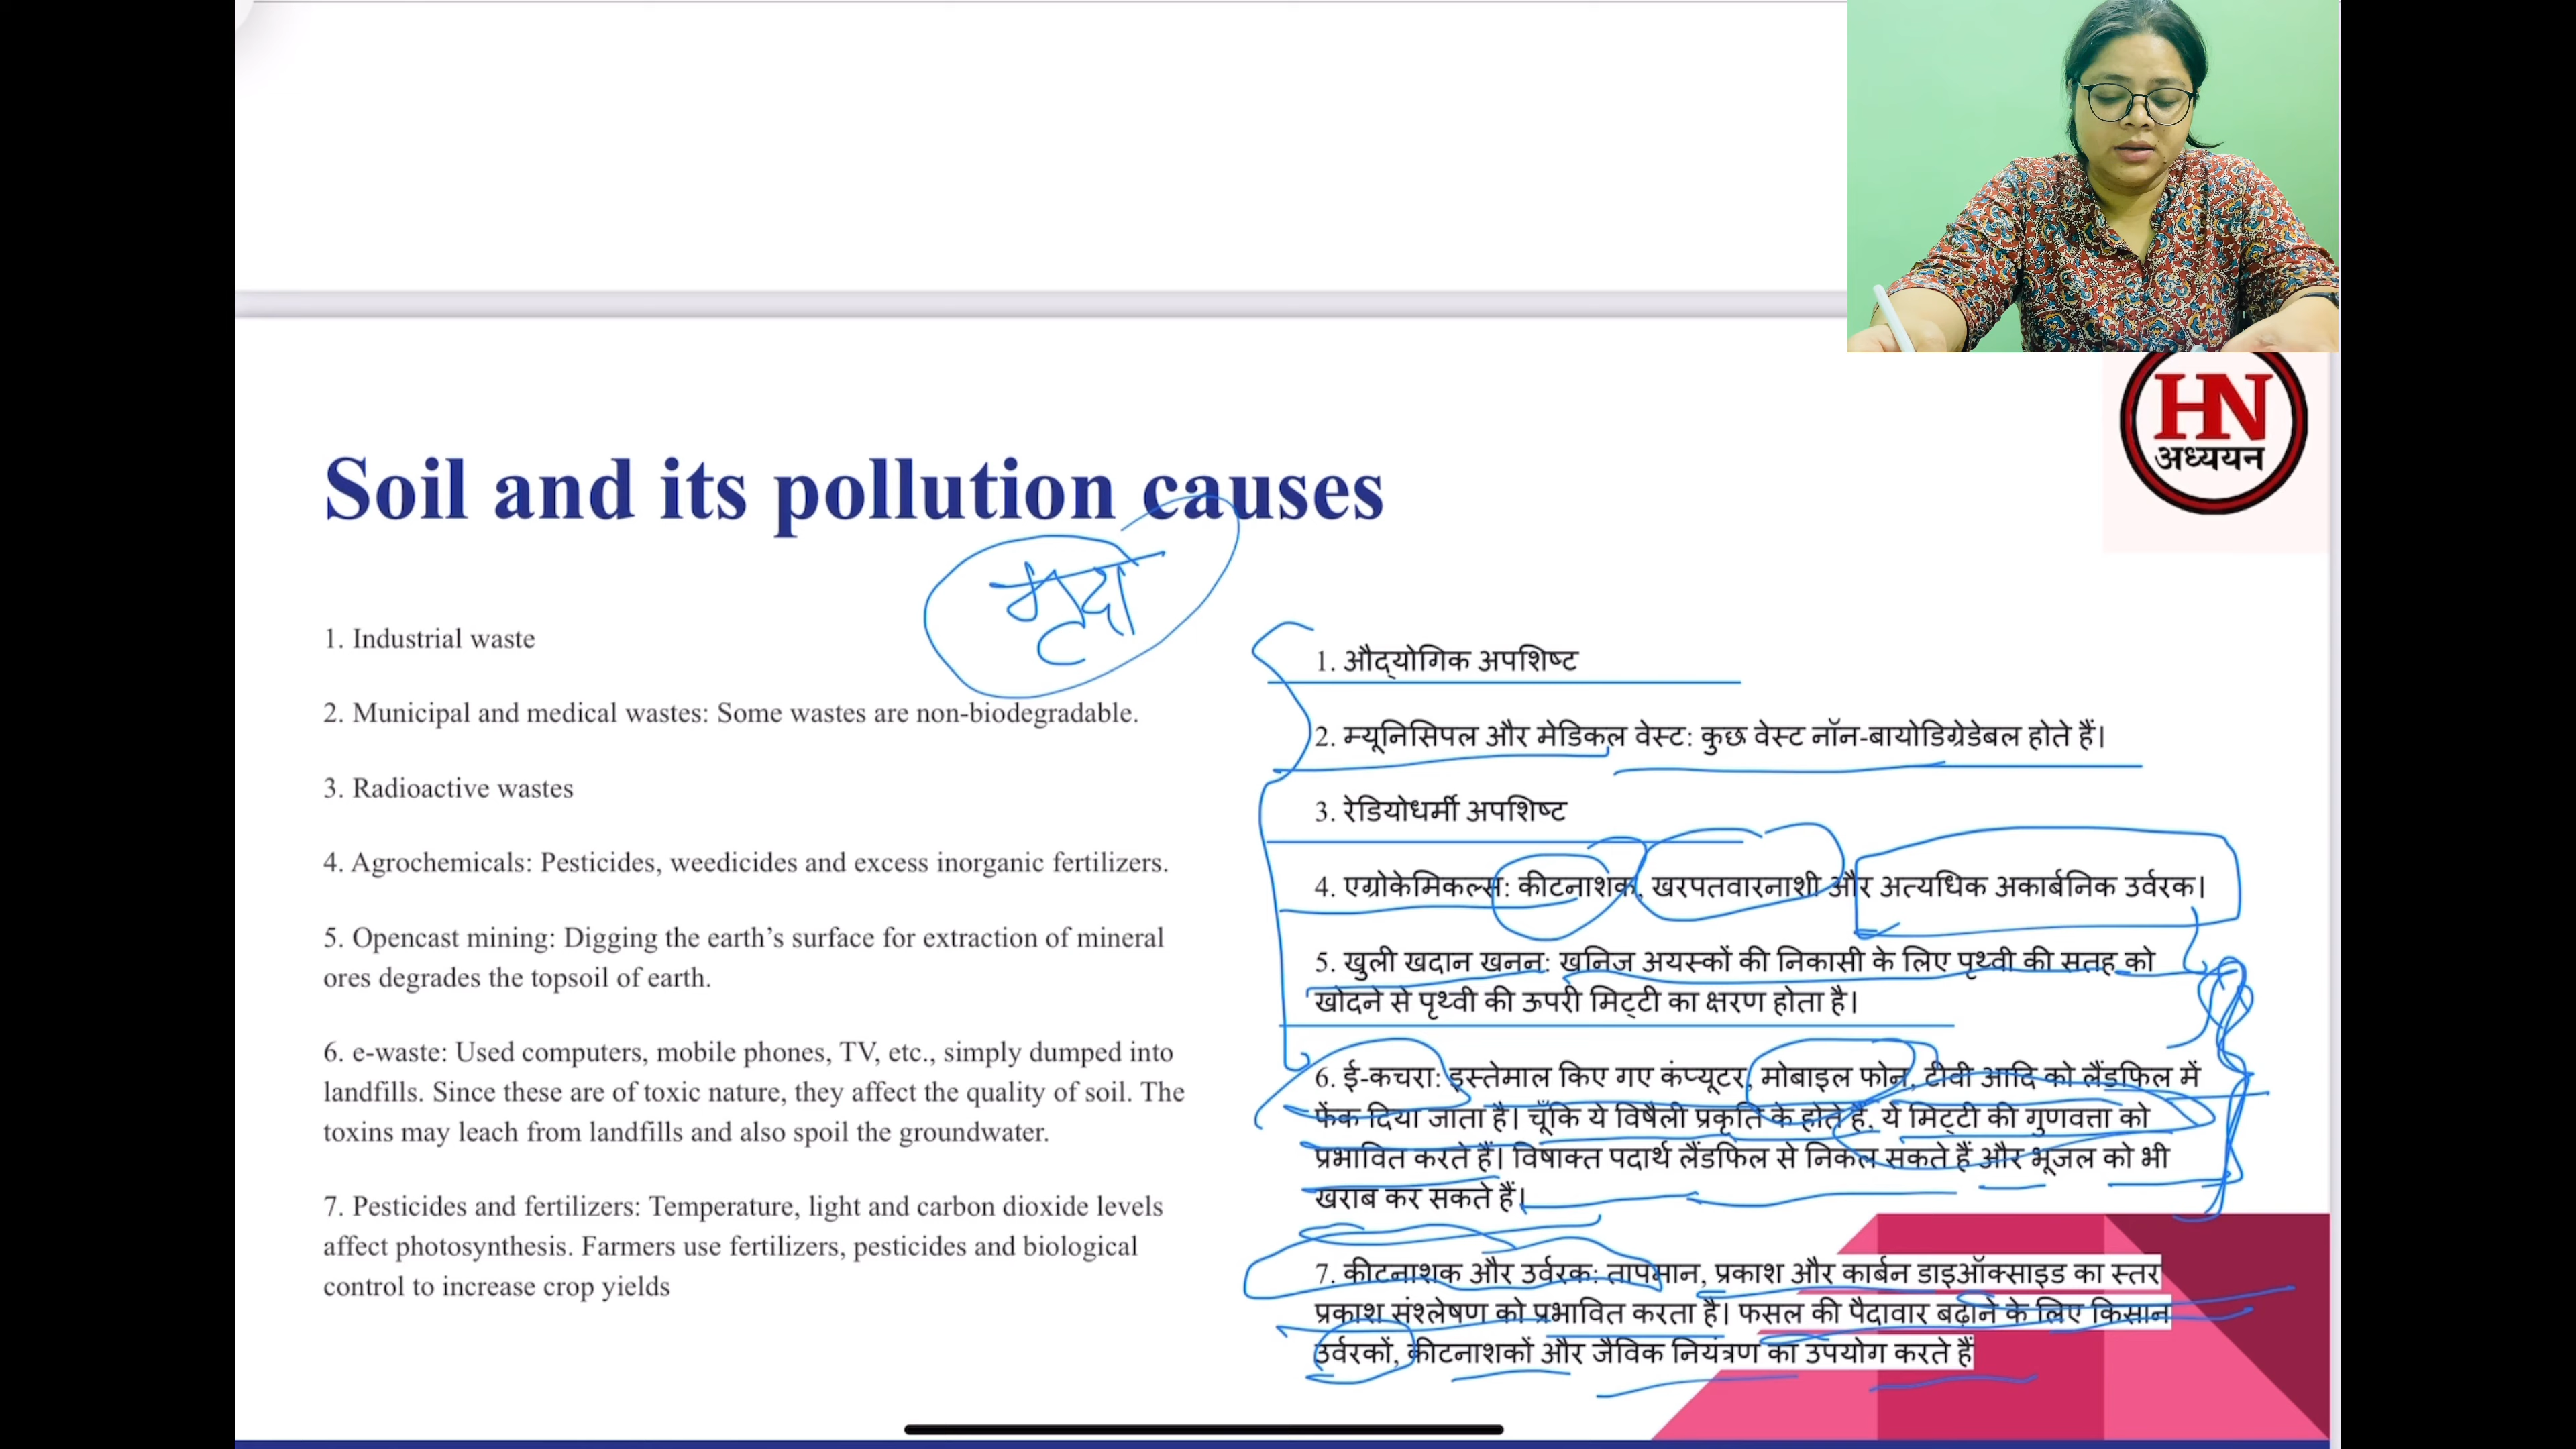 HN
अध्ययन
Soil and its pollution causes
मृदा
1. Industrial waste
2. Municipal and medical wastes: Some wastes are non-biodegradable.
3. Radioactive wastes
4. Agrochemicals: Pesticides, weedicides and excess inorganic fertilizers.
5. Opencast mining: Digging the earth’s surface for extraction of mineral
ores degrades the topsoil of earth.
6. e-waste: Used computers, mobile phones, TV, etc., simply dumped into
landfills. Since these are of toxic nature, they affect the quality of soil. The
toxins may leach from landfills and also spoil the groundwater.
7. Pesticides and fertilizers: Temperature, light and carbon dioxide levels
affect photosynthesis. Farmers use fertilizers, pesticides and biological
control to increase crop yields
1. औद्योगिक अपशिष्ट
2. म्यूनिसिपल और मेडिकल वेस्ट: कुछ वेस्ट नॉन-बायोडिग्रेडेबल होते हैं।
3. रेडियोधर्मी अपशिष्ट
4. एग्रोकेमिकल्स: कीटनाशक, खरपतवारनाशी और अत्यधिक अकार्बनिक उर्वरक।
5. खुली खदान खनन: खनिज अयस्कों की निकासी के लिए पृथ्वी की सतह को
खोदने से पृथ्वी की ऊपरी मिट्टी का क्षरण होता है।
6. ई-कचरा: इस्तेमाल किए गए कंप्यूटर, मोबाइल फोन, टीवी आदि को लैंडफिल में
फेंक दिया जाता है। चूँकि ये विषैली प्रकृति के होते हैं, ये मिट्टी की गुणवत्ता को
प्रभावित करते हैं। विषाक्त पदार्थ लैंडफिल से निकल सकते हैं और भूजल को भी
खराब कर सकते हैं।
7. कीटनाशक और उर्वरक: तापमान, प्रकाश और कार्बन डाइऑक्साइड का स्तर
प्रकाश संश्लेषण को प्रभावित करता है। फसल की पैदावार बढ़ाने के लिए किसान
उर्वरकों, कीटनाशकों और जैविक नियंत्रण का उपयोग करते हैं